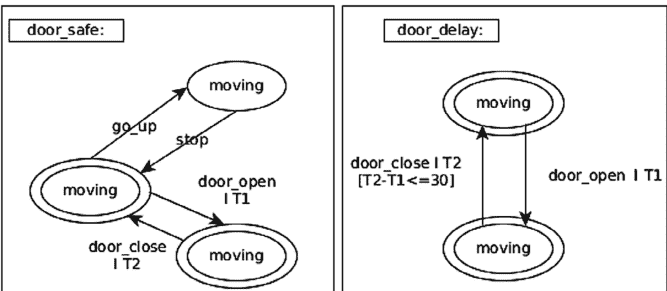 door_safe:
moving
go_up
stop
moving
door_open
I T1
door_close
I T2
moving
door_delay:
moving
door_close I T2
[T2-T1<=30]
door_open I T1
moving